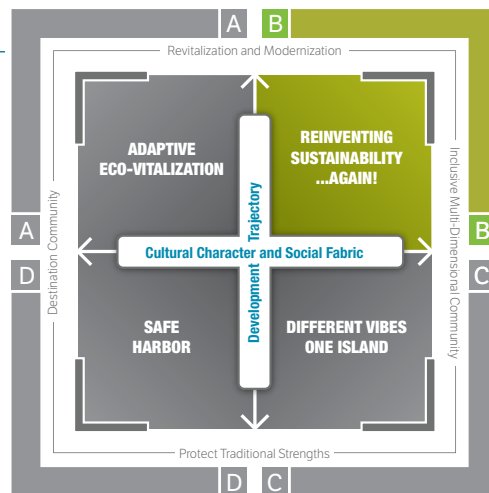 A
B
Revitalization and Modernization
ADAPTIVE
ECO-VITALIZATION
REINVENTING
SUSTAINABILITY
...AGAIN!
Destination Community
Inclusive Multi-Dimensional Community
Development Trajectory
A
B
Cultural Character and Social Fabric
D
C
SAFE
HARBOR
DIFFERENT VIBES
ONE ISLAND
Protect Traditional Strengths
D
C